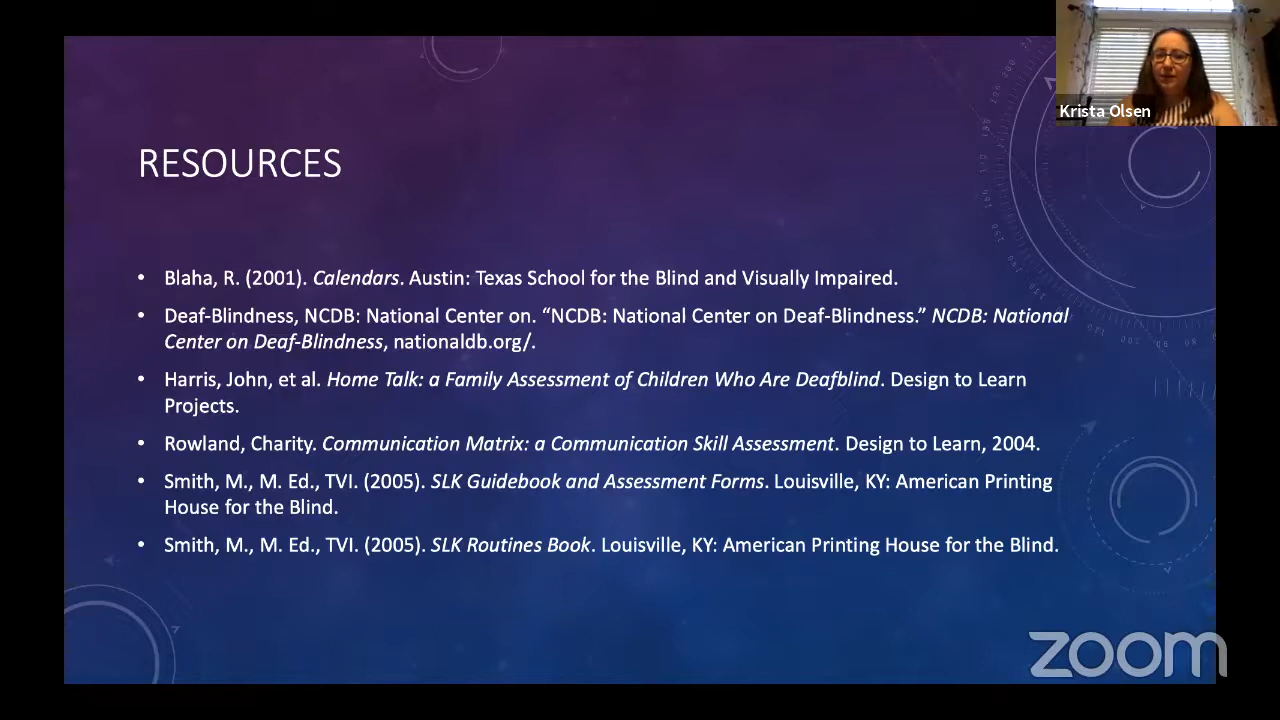 Krista Olsen
RESOURCES
• Blaha, R. (2001). Calendars. Austin: Texas School for the Blind and Visually Impaired.
• Deaf-Blindness, NCDB: National Center on. “NCDB: National Center on Deaf-Blindness.” NCDB: National
Center on Deaf-Blindness, nationaldb.org/.
• Harris, John, et al. Home Talk: a Family Assessment of Children Who Are Deafblind. Design to Learn
Projects.
• Rowland, Charity. Communication Matrix: a Communication Skill Assessment. Design to Learn, 2004.
• Smith, M., M. Ed., TVI. (2005). SLK Guidebook and Assessment Forms. Louisville, KY: American Printing
House for the Blind.
• Smith, M., M. Ed., TVI. (2005). SLK Routines Book. Louisville, KY: American Printing House for the Blind.
zoom